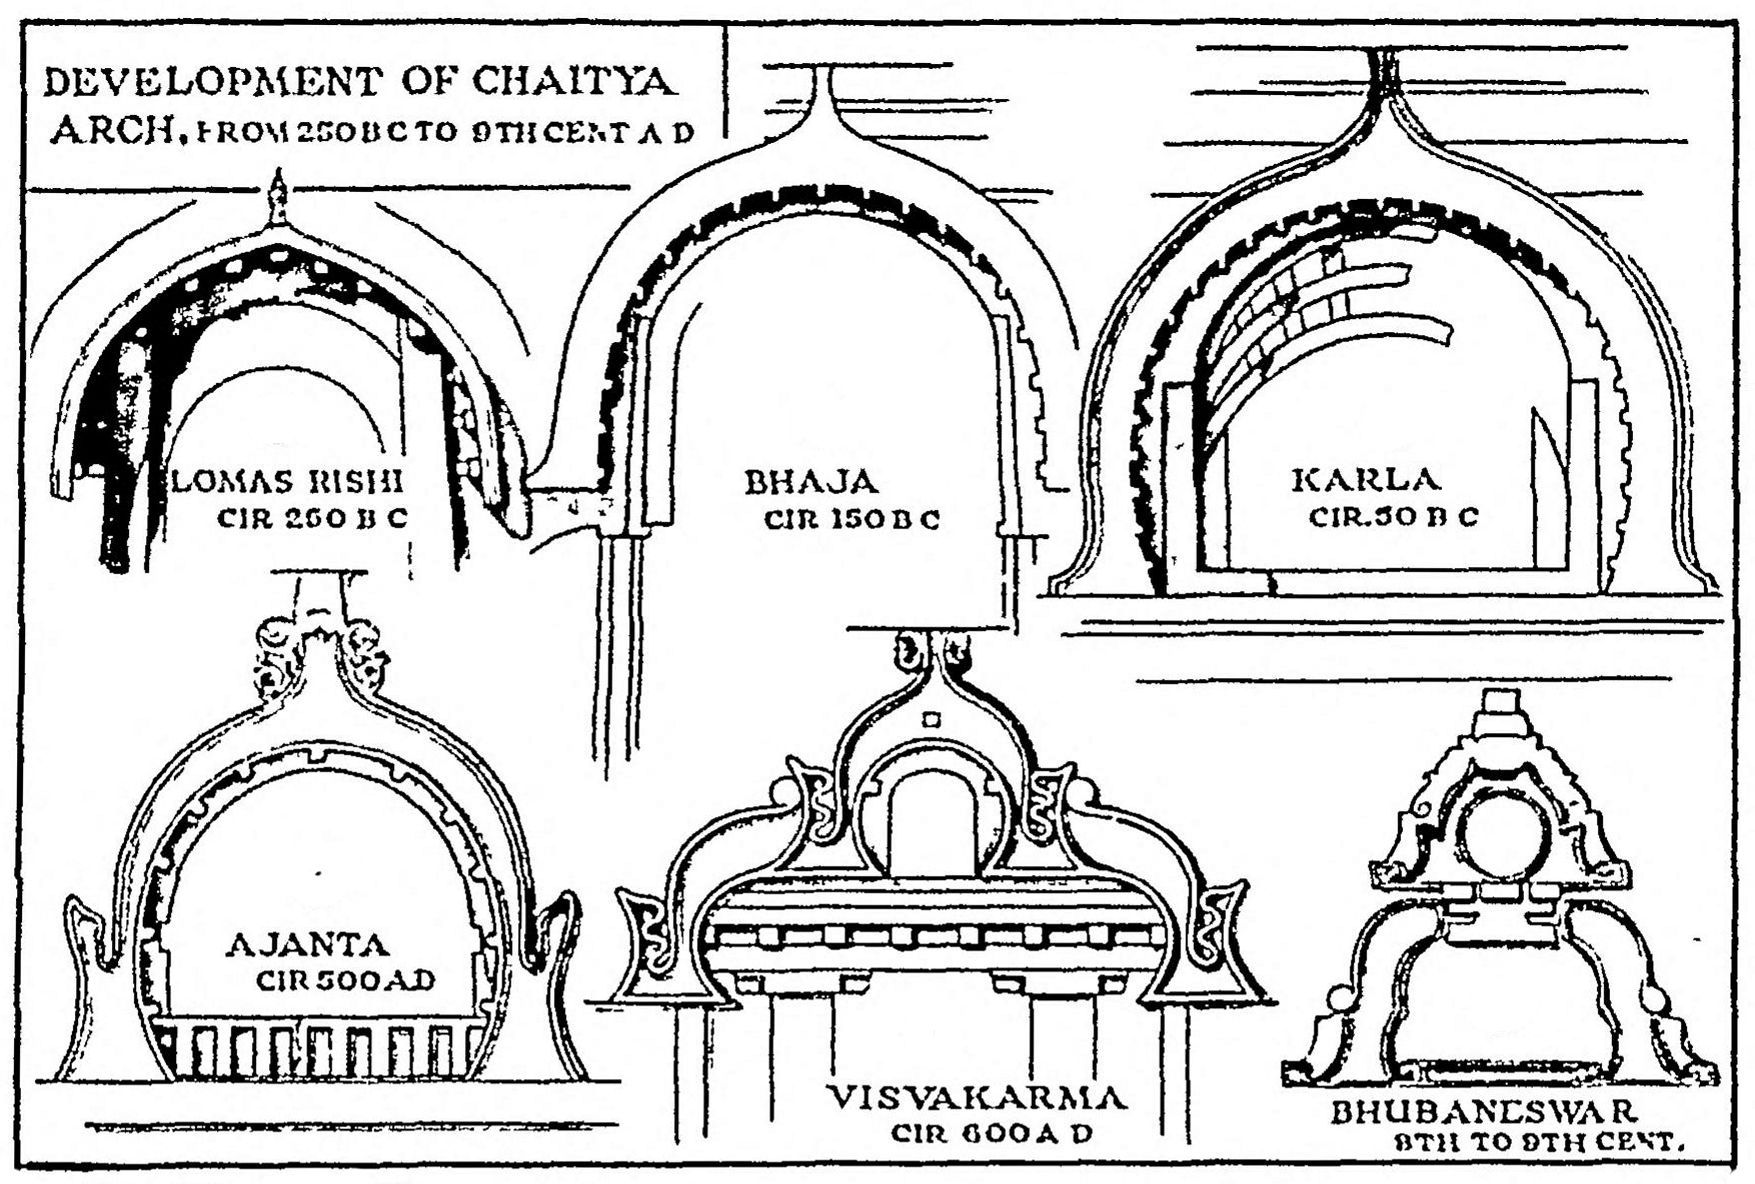 DEVELOPMENT OF CHAITYA
ARCH, FROM 250 B C TO 9TH CENT A D
LOMAS RISHI
CIR 250 B C
BHAJA
CIR 150 B C
KARLA
CIR. 50 B C
AJANTA
CIR 500 A.D
VISVAKARMA
CIR 600 A D
BHUBANESWAR
8TH TO 9TH CENT.